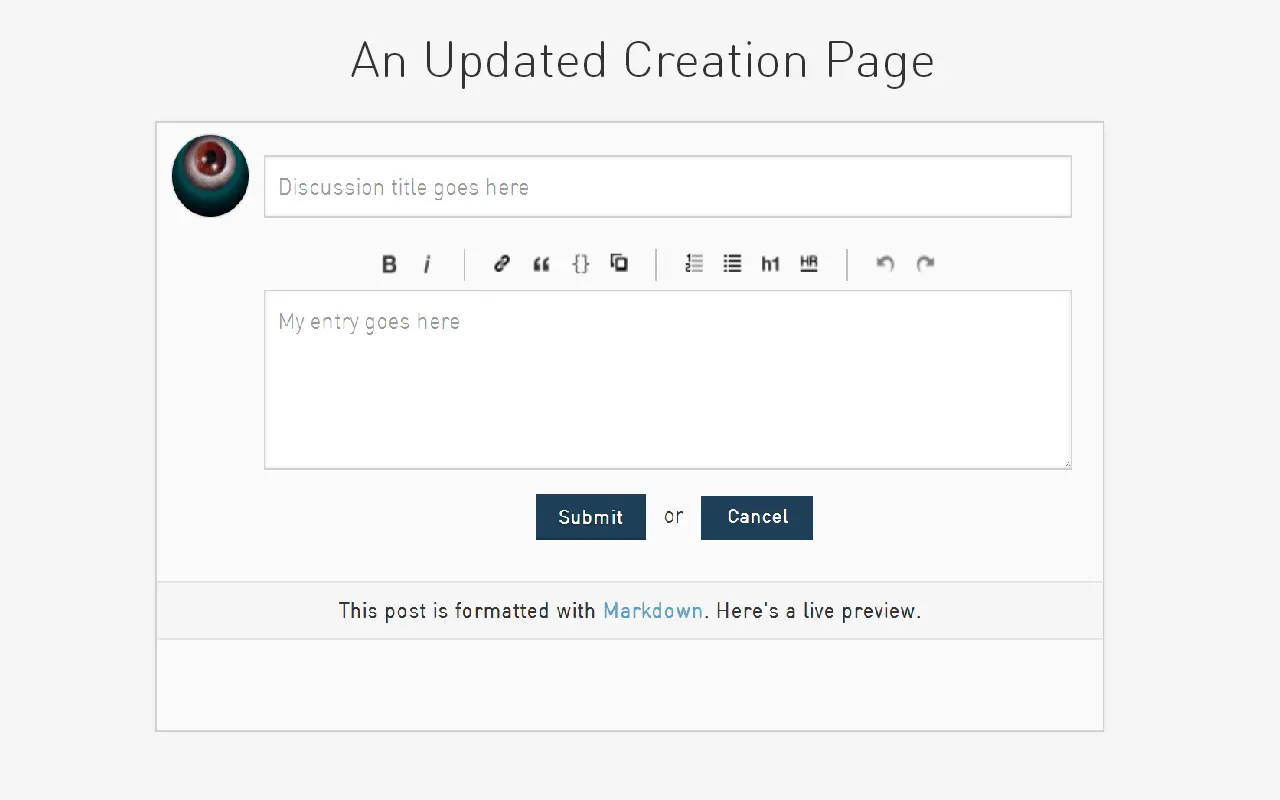 An Updated Creation Page
Discussion title goes here
B i “ {} h1 HR
My entry goes here
Submit or Cancel
This post is formatted with Markdown. Here's a live preview.